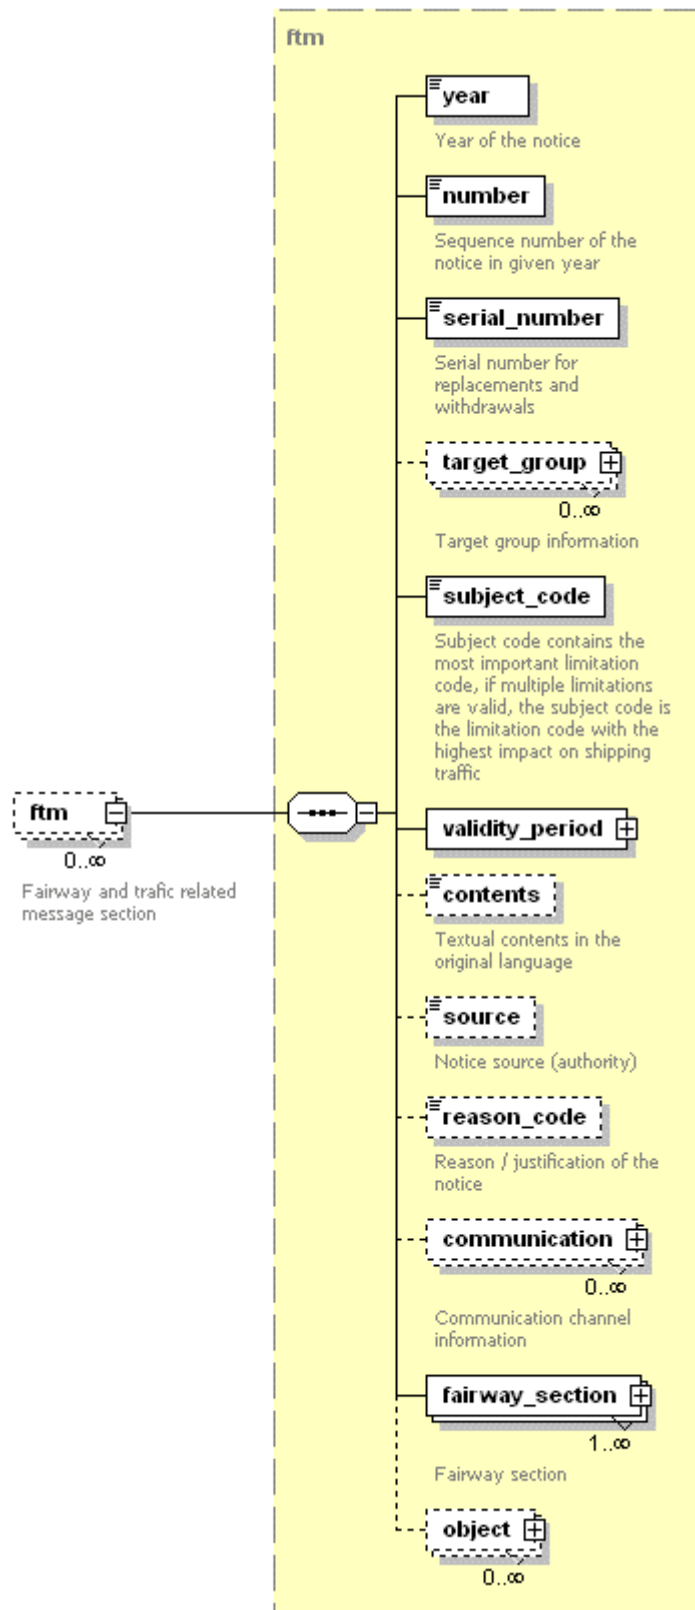 ftm
year
Year of the notice
number
Sequence number of the
notice in given year
serial_number
Serial number for
replacements and
withdrawals
target_group
0..∞
Target group information
subject_code
Subject code contains the
most important limitation
code, if multiple limitations
are valid, the subject code is
the limitation code with the
highest impact on shipping
traffic
ftm
0..∞
Fairway and trafic related
message section
validity_period
contents
Textual contents in the
original language
source
Notice source (authority)
reason_code
Reason / justification of the
notice
communication
0..∞
Communication channel
information
fairway_section
1..∞
Fairway section
object
0..∞